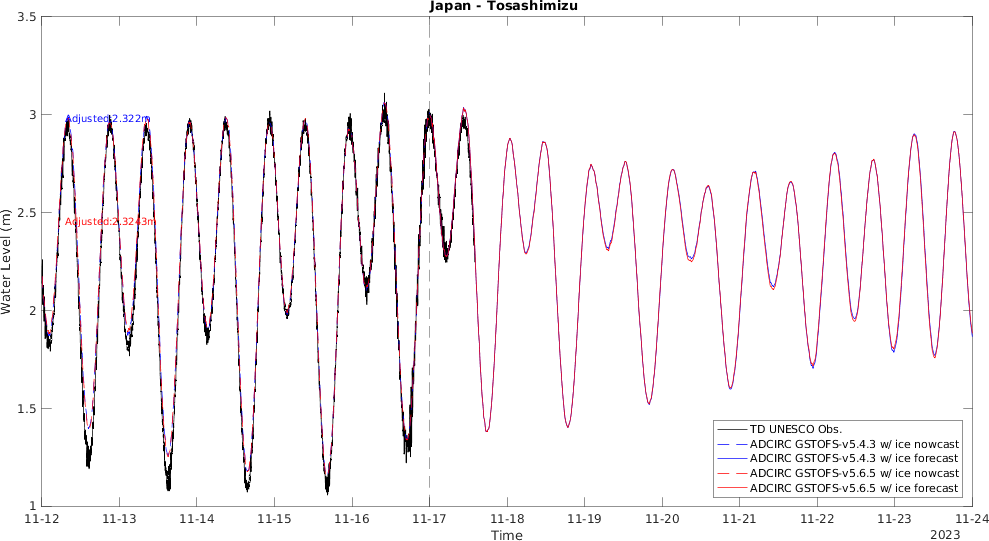 Japan - Tosashimizu
3.5
3
2.5
2
1.5
1
Water Level (m)
Adjusted:2.322m
Adjusted:2.3243m
TD UNESCO Obs.
ADCIRC GSTOFS-v5.4.3 w/ ice nowcast
ADCIRC GSTOFS-v5.4.3 w/ ice forecast
ADCIRC GSTOFS-v5.6.5 w/ ice nowcast
ADCIRC GSTOFS-v5.6.5 w/ ice forecast
11-12 11-13 11-14 11-15 11-16 11-17 11-18 11-19 11-20 11-21 11-22 11-23 11-24
Time
2023